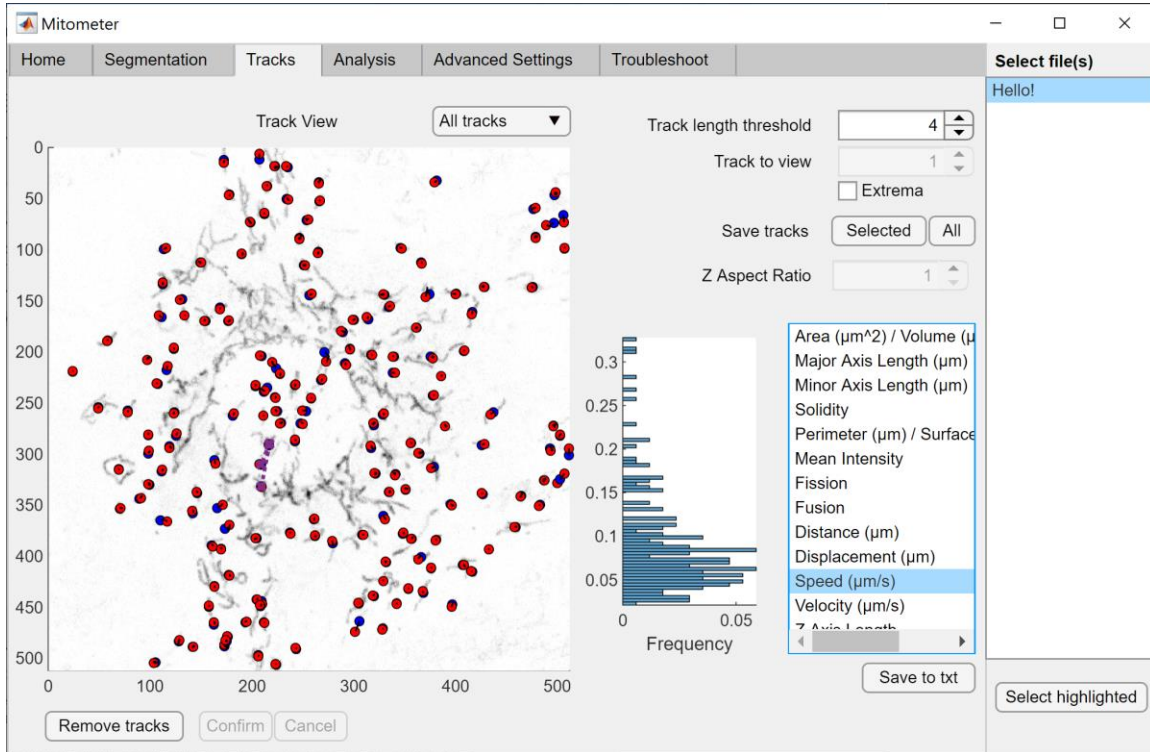 Mitometer
Home Segmentation Tracks Analysis Advanced Settings Troubleshoot
Select file(s)
Hello!
Track View All tracks
Track length threshold 4
Track to view 1
Extrema
Save tracks Selected All
Z Aspect Ratio 1
0
50
100
150
200
250
300
350
400
450
500
0 100 200 300 400 500
0.3
0.25
0.2
0.15
0.1
0.05
0 0.05
Frequency
Area (µm^2) / Volume (µ
Major Axis Length (µm)
Minor Axis Length (µm)
Solidity
Perimeter (µm) / Surface
Mean Intensity
Fission
Fusion
Distance (µm)
Displacement (µm)
Speed (µm/s)
Velocity (µm/s)
Z Axis Length
Save to txt
Select highlighted
Remove tracks Confirm Cancel